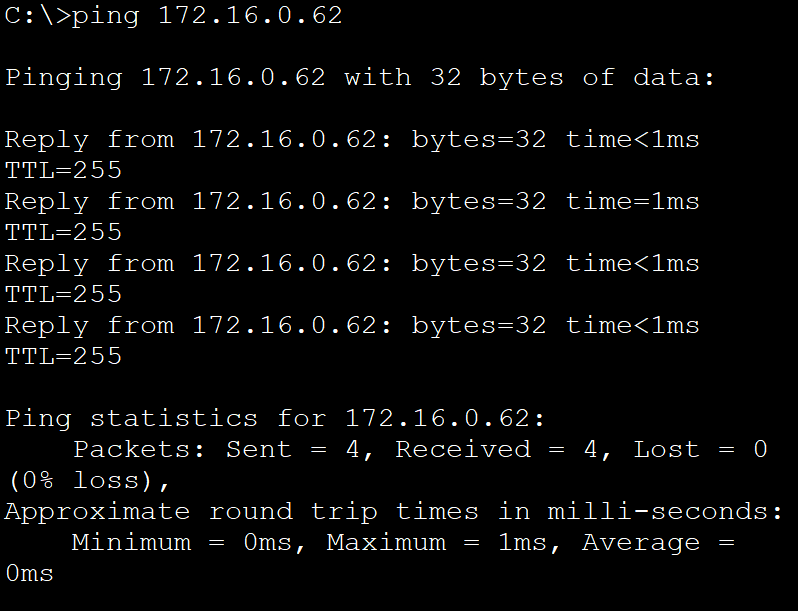 C:\>ping 172.16.0.62
Pinging 172.16.0.62 with 32 bytes of data:
Reply from 172.16.0.62: bytes=32 time<1ms
TTL=255
Reply from 172.16.0.62: bytes=32 time=1ms
TTL=255
Reply from 172.16.0.62: bytes=32 time<1ms
TTL=255
Reply from 172.16.0.62: bytes=32 time<1ms
TTL=255
Ping statistics for 172.16.0.62:
    Packets: Sent = 4, Received = 4, Lost = 0
(0% loss),
Approximate round trip times in milli-seconds:
    Minimum = 0ms, Maximum = 1ms, Average =
0ms